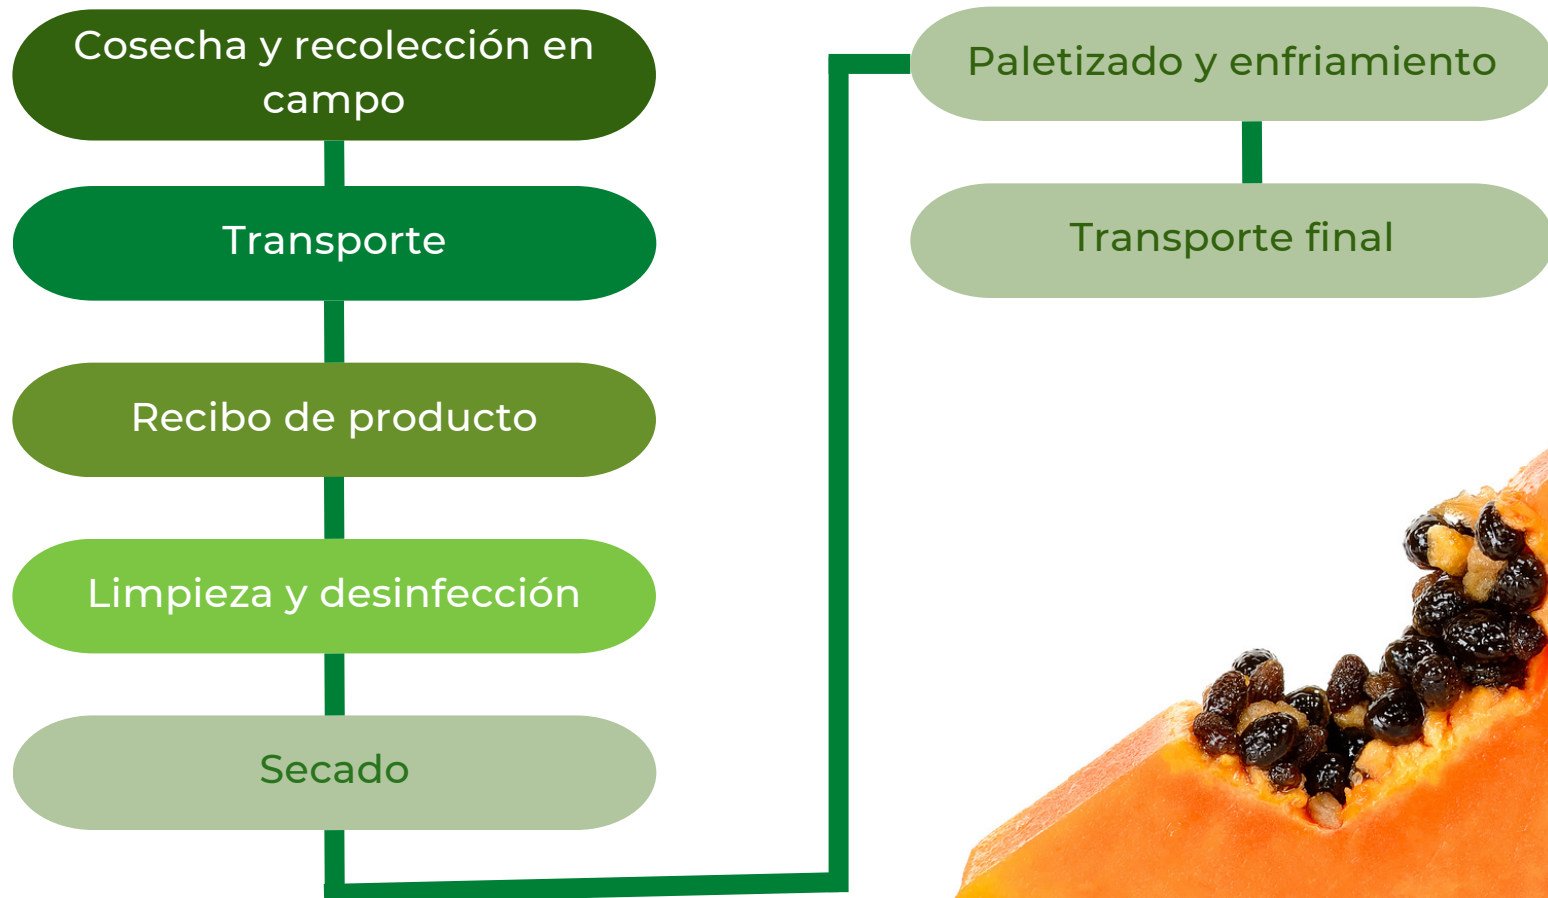 Cosecha y recolección en
campo
Transporte
Recibo de producto
Limpieza y desinfección
Secado
Paletizado y enfriamiento
Transporte final